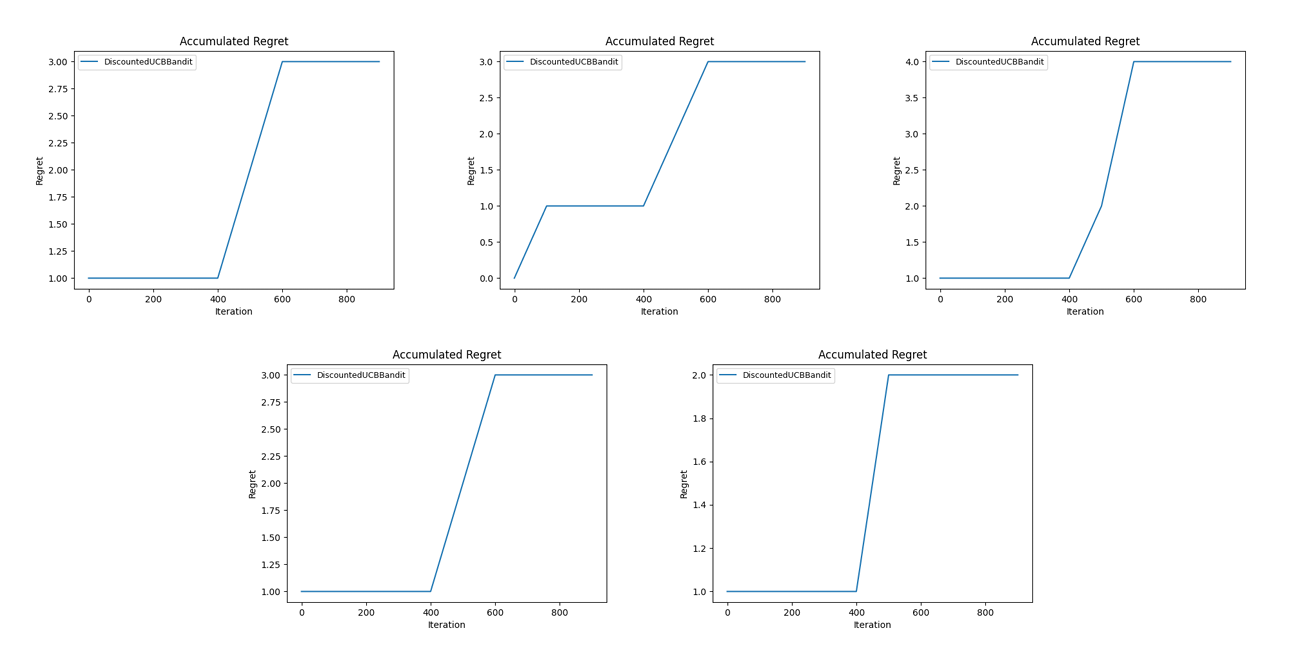 Accumulated Regret
DiscountedUCBBandit
3.00
2.75
2.50
2.25
2.00
1.75
1.50
1.25
1.00
Regret
0 200 400 600 800
Iteration
Accumulated Regret
DiscountedUCBBandit
3.0
2.5
2.0
1.5
1.0
0.5
0.0
Regret
0 200 400 600 800
Iteration
Accumulated Regret
DiscountedUCBBandit
4.0
3.5
3.0
2.5
2.0
1.5
1.0
Regret
0 200 400 600 800
Iteration
Accumulated Regret
DiscountedUCBBandit
3.00
2.75
2.50
2.25
2.00
1.75
1.50
1.25
1.00
Regret
0 200 400 600 800
Iteration
Accumulated Regret
DiscountedUCBBandit
2.0
1.8
1.6
1.4
1.2
1.0
Regret
0 200 400 600 800
Iteration